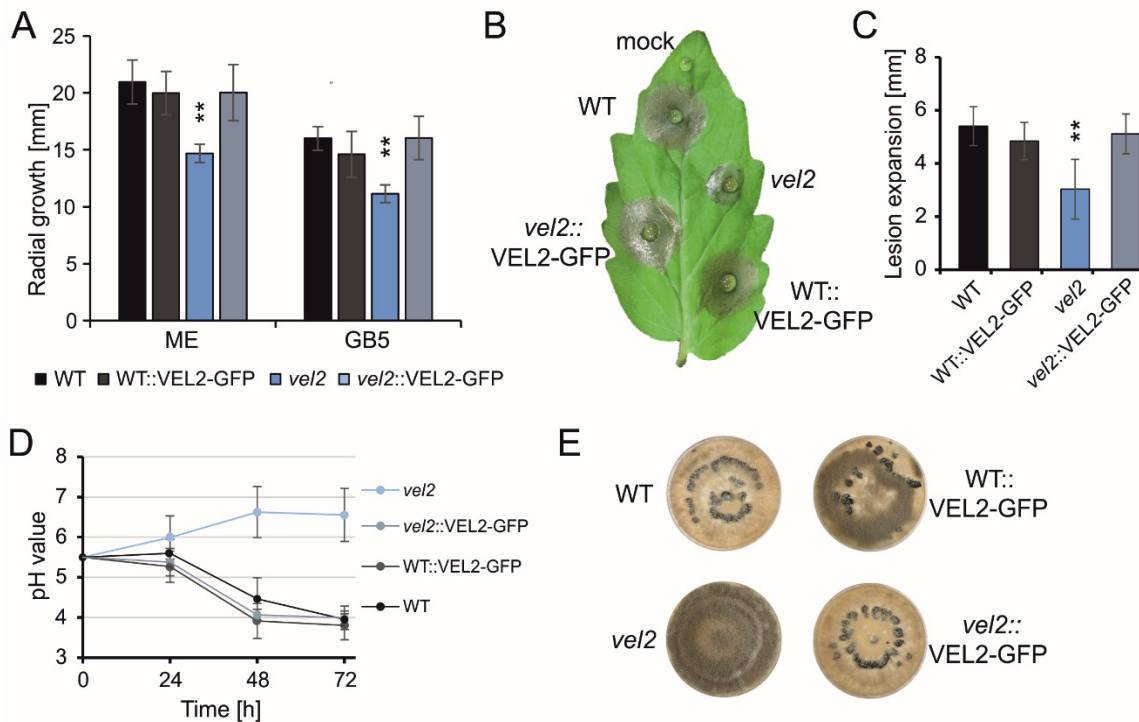 A
Radial growth [mm]
25
20
15
10
5
0
**
**
ME
GB5
WT
WT::VEL2-GFP
vel2
vel2::VEL2-GFP
B
mock
WT
vel2
vel2::
VEL2-GFP
WT::
VEL2-GFP
C
Lesion expansion [mm]
8
6
4
2
0
**
WT
WT::VEL2-GFP
vel2
vel2::VEL2-GFP
D
pH value
8
7
6
5
4
3
0
24
48
72
Time [h]
vel2
vel2::VEL2-GFP
WT::VEL2-GFP
WT
E
WT
WT::
VEL2-GFP
vel2
vel2::
VEL2-GFP